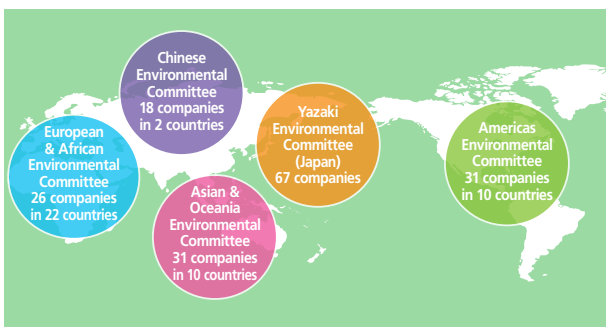 Chinese
Environmental
Committee
18 companies
in 2 countries
European
& African
Environmental
Committee
26 companies
in 22 countries
Yazaki
Environmental
Committee
(Japan)
67 companies
Asian &
Oceania
Environmental
Committee
31 companies
in 10 countries
Americas
Environmental
Committee
31 companies
in 10 countries